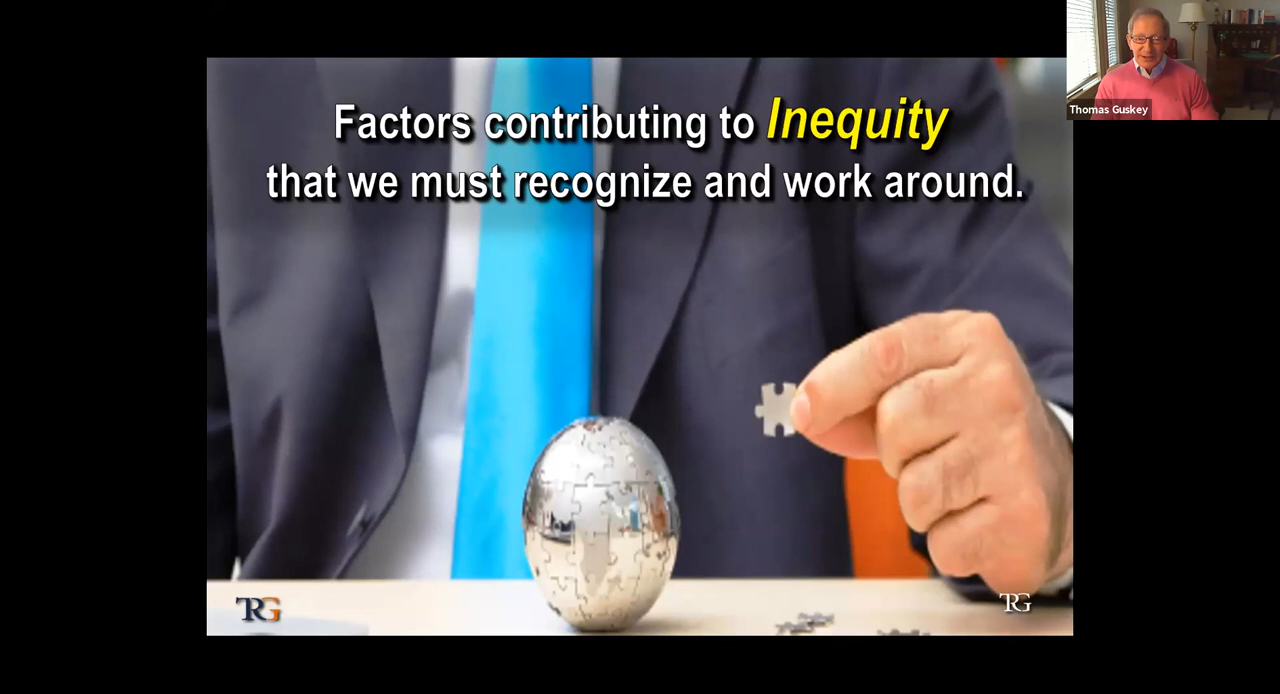 Factors contributing to Inequity
that we must recognize and work around.
Thomas Guskey
TRG
TRG